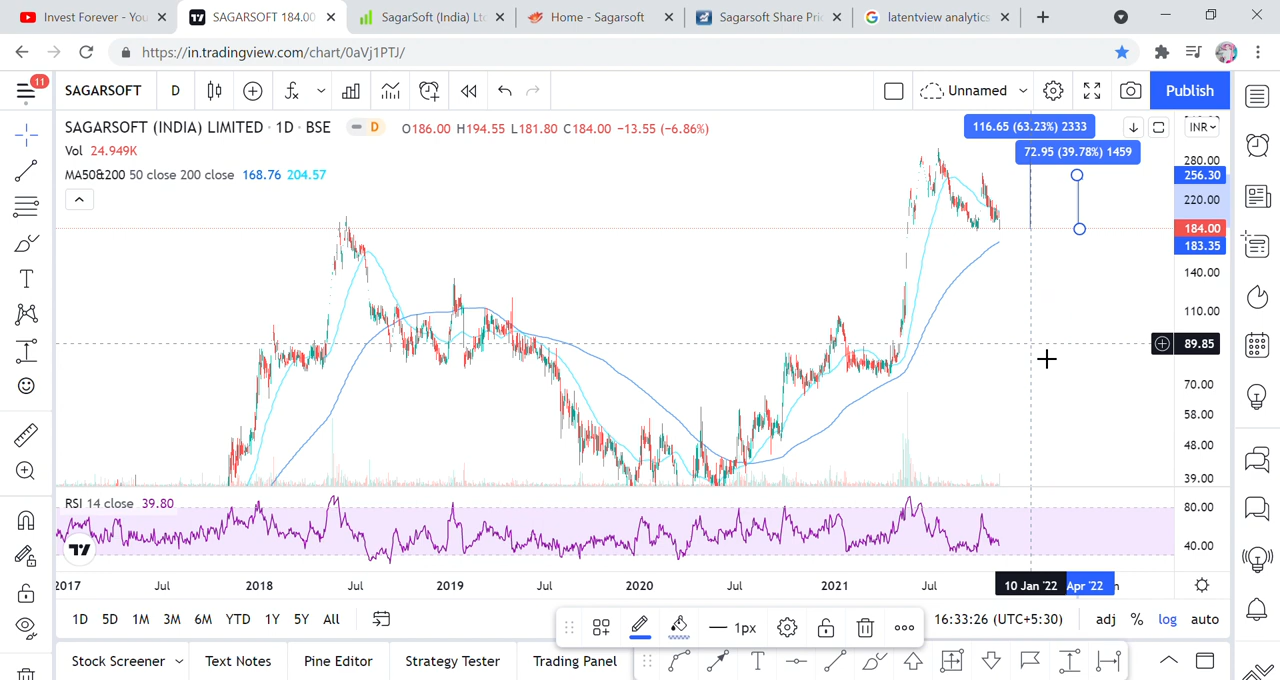 Invest Forever - You
SAGARSOFT 184.00
SagarSoft (India) Lt
Home - Sagarsoft
Sagarsoft Share Pri
latentview analytics
https://in.tradingview.com/chart/0aVj1PTJ/
11
SAGARSOFT
D
Unnamed
Publish
SAGARSOFT (INDIA) LIMITED · 1D · BSE
D
O186.00 H194.55 L181.80 C184.00 −13.55 (−6.86%)
116.65 (63.23%) 2333
INR
Vol 24.949K
72.95 (39.78%) 1459
280.00
MA50&200 50 close 200 close 168.76 204.57
256.30
220.00
184.00
183.35
140.00
110.00
89.85
70.00
58.00
48.00
39.00
RSI 14 close 39.80
80.00
40.00
2017 Jul 2018 Jul 2019 Jul 2020 Jul 2021 Jul 10 Jan '22 Apr '22
1D 5D 1M 3M 6M YTD 1Y 5Y All
1px
16:33:26 (UTC+5:30)
adj % log auto
Stock Screener
Text Notes
Pine Editor
Strategy Tester
Trading Panel